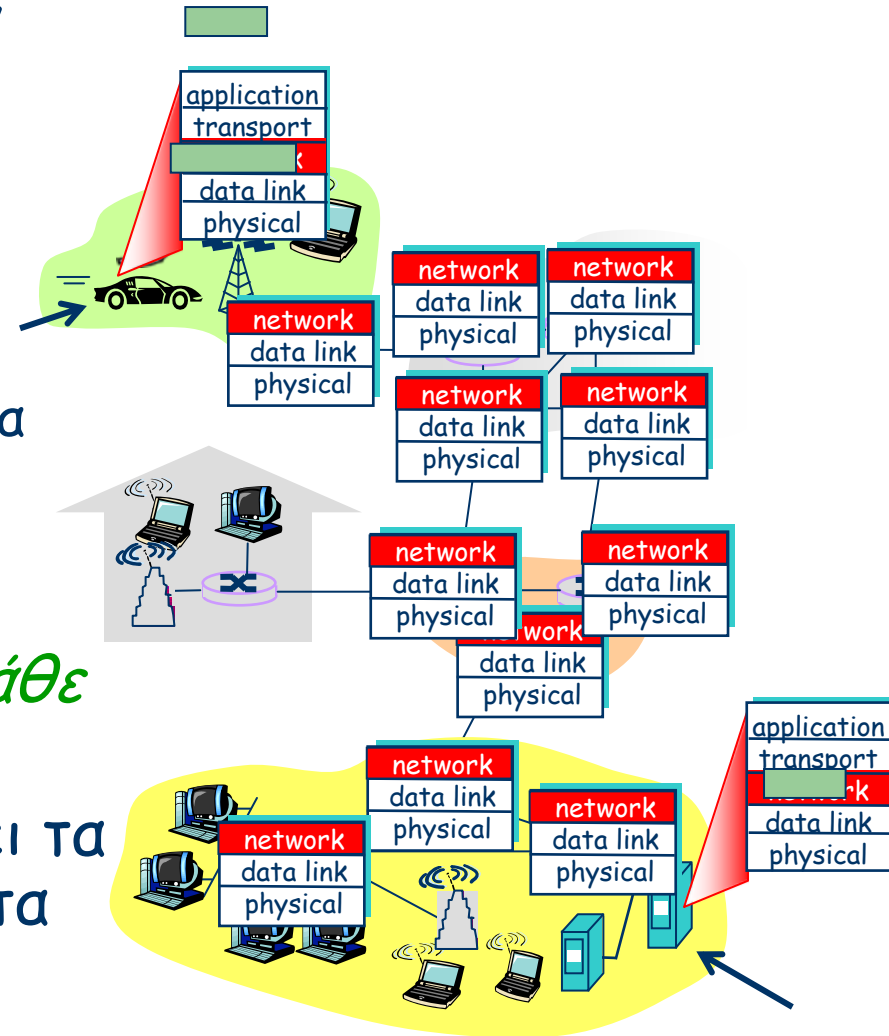 application
transport
k
data link
physical
network
data link
physical
network
data link
physical
network
data link
physical
network
data link
physical
network
data link
physical
α
network
data link
physical
network
data link
physical
work
data link
physical
άθε
application
transport
k
data link
physical
network
data link
physical
network
data link
physical
network
data link
physical
ι τα
τα